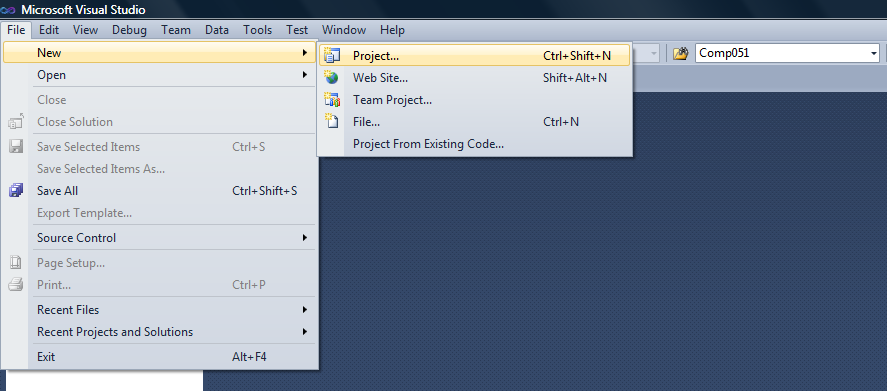 Microsoft Visual Studio
File Edit View Debug Team Data Tools Test Window Help
New
Open
Close
Close Solution
Save Selected Items Ctrl+S
Save Selected Items As...
Save All Ctrl+Shift+S
Export Template...
Source Control
Page Setup...
Print... Ctrl+P
Recent Files
Recent Projects and Solutions
Exit Alt+F4
Project... Ctrl+Shift+N
Web Site... Shift+Alt+N
Team Project...
File... Ctrl+N
Project From Existing Code...
Comp051